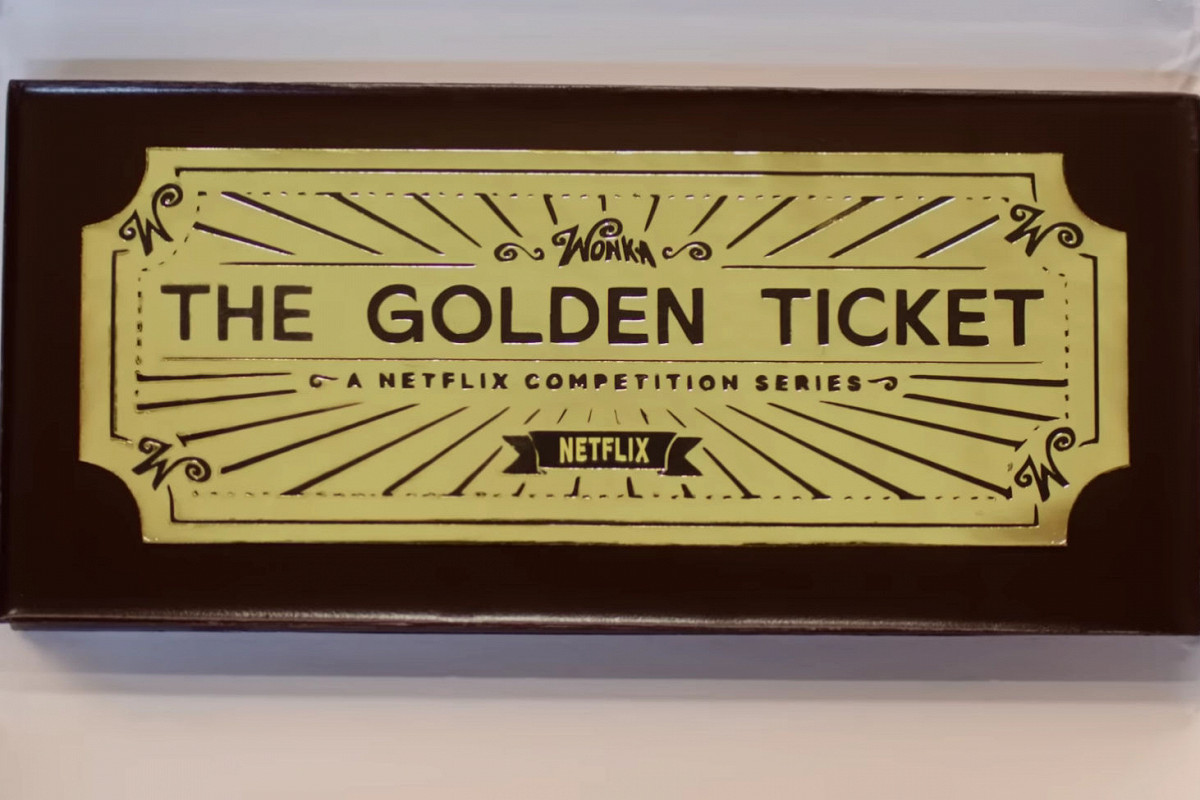 W W
WONKA
THE GOLDEN TICKET
A NETFLIX COMPETITION SERIES
NETFLIX
W W